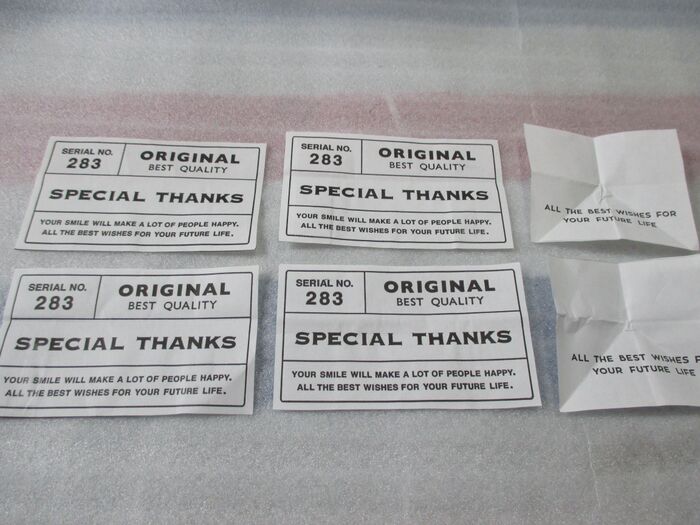 SERIAL NO.
283
ORIGINAL
BEST QUALITY
SPECIAL THANKS
YOUR SMILE WILL MAKE A LOT OF PEOPLE HAPPY.
ALL THE BEST WISHES FOR YOUR FUTURE LIFE.
SERIAL NO.
283
ORIGINAL
BEST QUALITY
SPECIAL THANKS
YOUR SMILE WILL MAKE A LOT OF PEOPLE HAPPY.
ALL THE BEST WISHES FOR YOUR FUTURE LIFE.
ALL THE BEST WISHES FOR
YOUR FUTURE LIFE
SERIAL NO.
283
ORIGINAL
BEST QUALITY
SPECIAL THANKS
YOUR SMILE WILL MAKE A LOT OF PEOPLE HAPPY.
ALL THE BEST WISHES FOR YOUR FUTURE LIFE.
SERIAL NO.
283
ORIGINAL
BEST QUALITY
SPECIAL THANKS
YOUR SMILE WILL MAKE A LOT OF PEOPLE HAPPY.
ALL THE BEST WISHES FOR YOUR FUTURE LIFE.
ALL THE BEST WISHES F
YOUR FUTURE LIFE